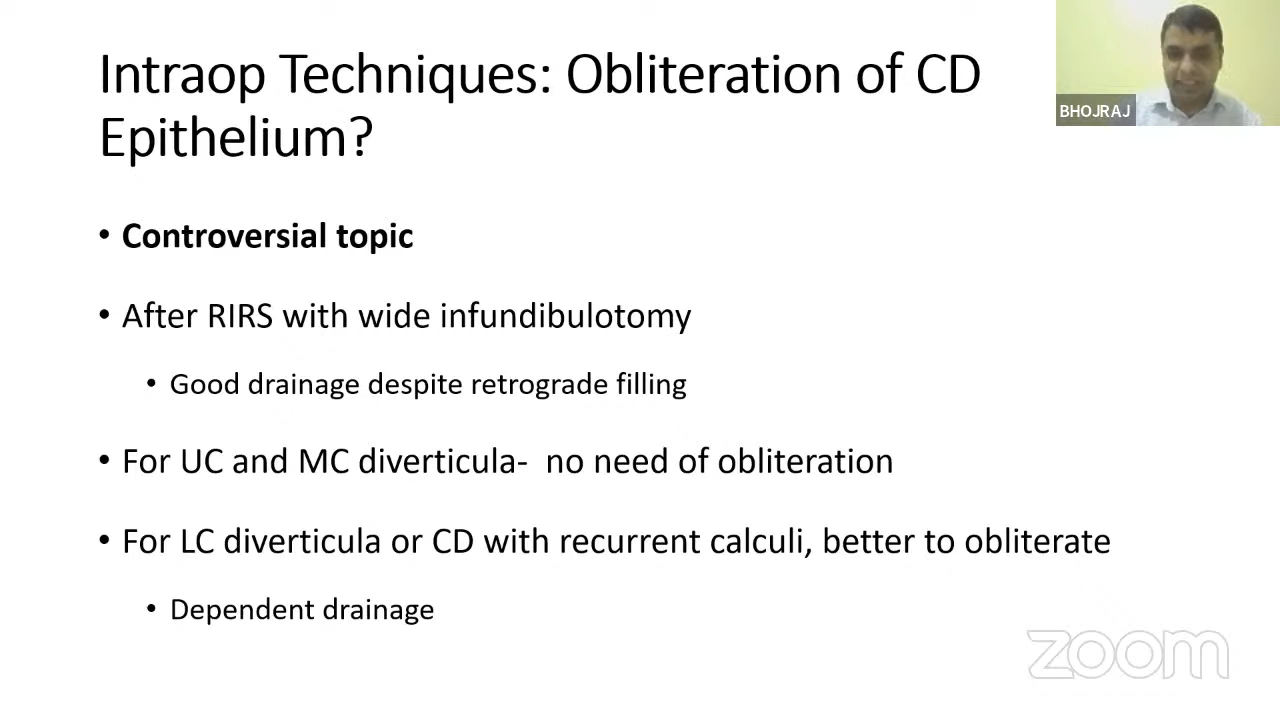 Intraop Techniques: Obliteration of CD
Epithelium?
BHOJRAJ
• Controversial topic
• After RIRS with wide infundibulotomy
• Good drainage despite retrograde filling
• For UC and MC diverticula- no need of obliteration
• For LC diverticula or CD with recurrent calculi, better to obliterate
• Dependent drainage
zoom